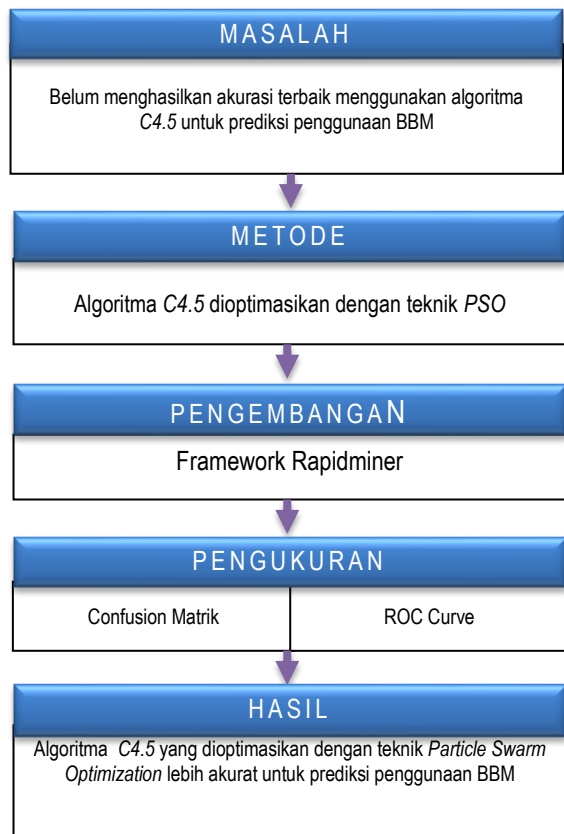 MASALAH
Belum menghasilkan akurasi terbaik menggunakan algoritma
C4.5 untuk prediksi penggunaan BBM
METODE
Algoritma C4.5 dioptimasikan dengan teknik PSO
PENGEMBANGAN
Framework Rapidminer
PENGUKURAN
Confusion Matrik
ROC Curve
HASIL
Algoritma C4.5 yang dioptimasikan dengan teknik Particle Swarm
Optimization lebih akurat untuk prediksi penggunaan BBM